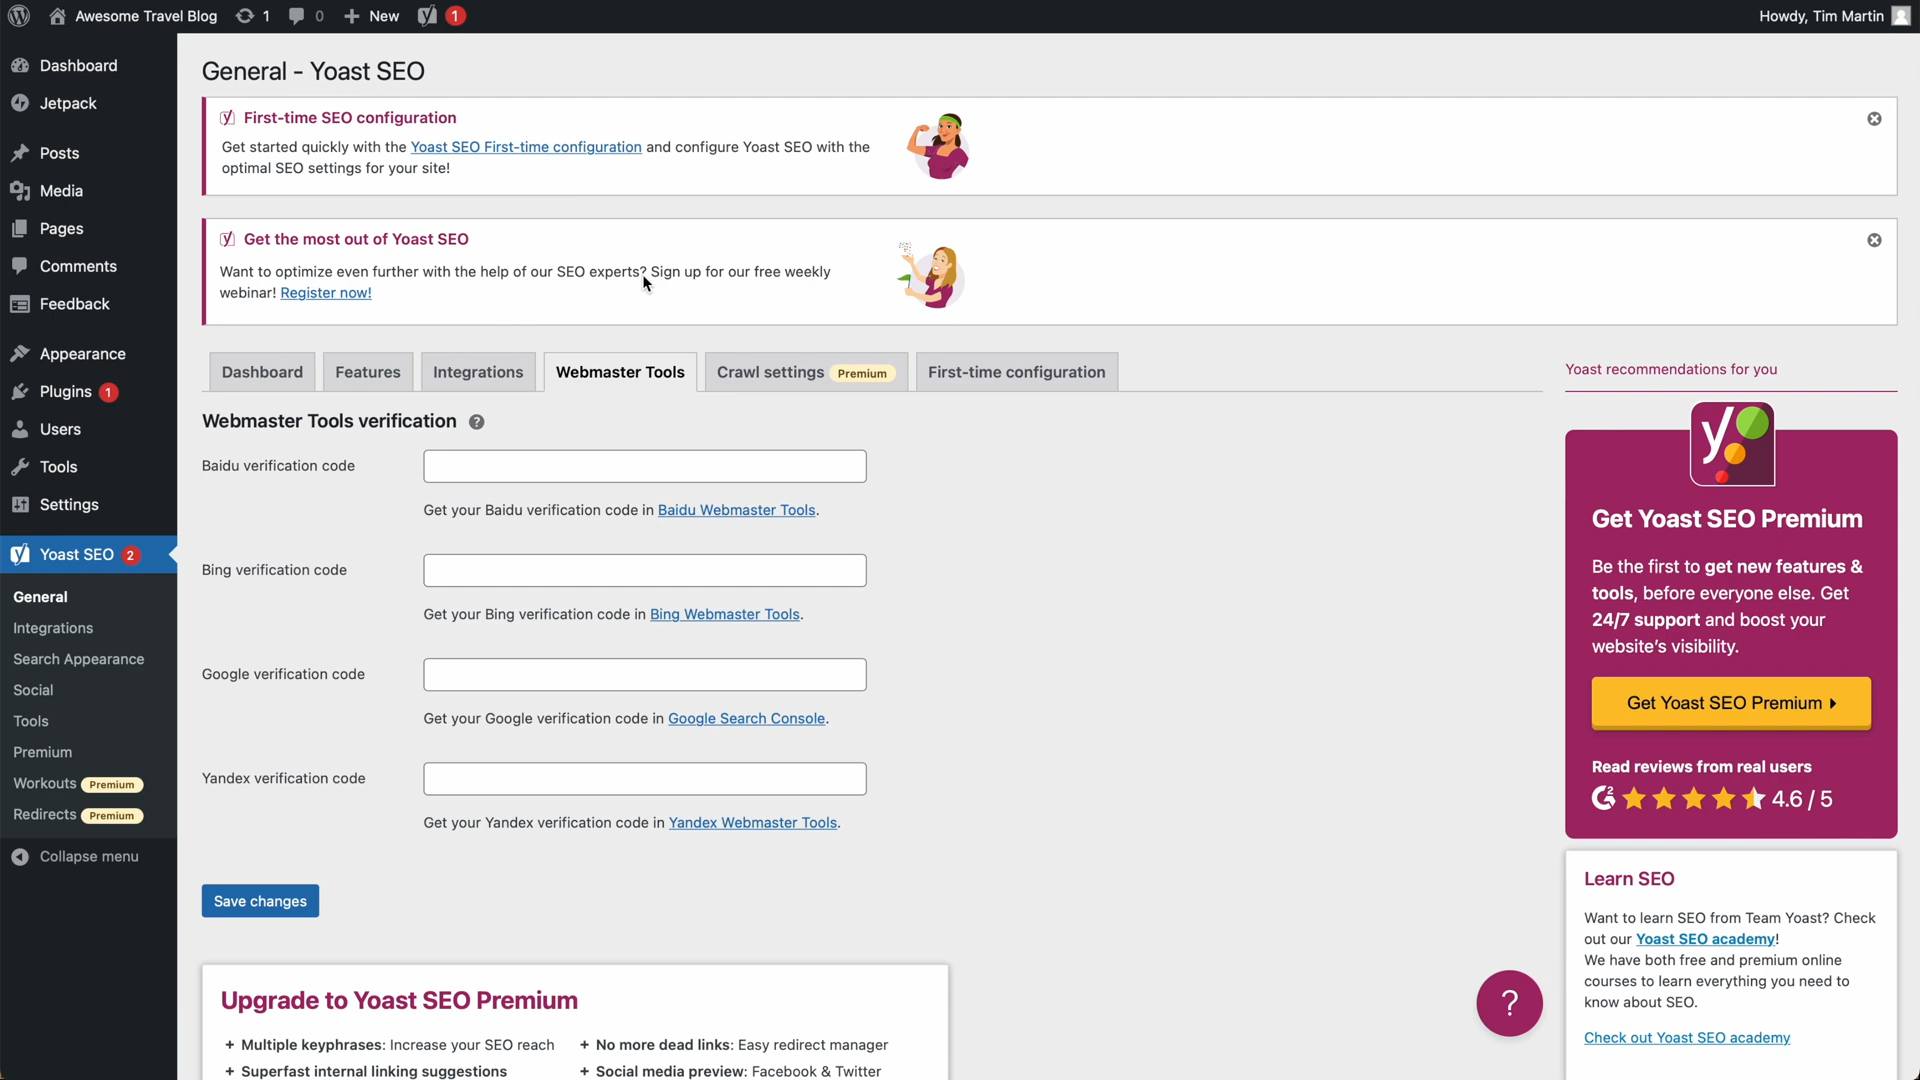 Awesome Travel Blog 1 0 New 1 Howdy, Tim Martin
Dashboard
Jetpack
Posts
Media
Pages
Comments
Feedback
Appearance
Plugins 1
Users
Tools
Settings
Yoast SEO 2
General
Integrations
Search Appearance
Social
Tools
Premium
Workouts Premium
Redirects Premium
Collapse menu
General - Yoast SEO
First-time SEO configuration
Get started quickly with the Yoast SEO First-time configuration and configure Yoast SEO with the
optimal SEO settings for your site!
Get the most out of Yoast SEO
Want to optimize even further with the help of our SEO experts? Sign up for our free weekly
webinar! Register now!
Dashboard Features Integrations Webmaster Tools Crawl settings Premium First-time configuration
Webmaster Tools verification ?
Baidu verification code
Get your Baidu verification code in Baidu Webmaster Tools.
Bing verification code
Get your Bing verification code in Bing Webmaster Tools.
Google verification code
Get your Google verification code in Google Search Console.
Yandex verification code
Get your Yandex verification code in Yandex Webmaster Tools.
Save changes
Upgrade to Yoast SEO Premium
+ Multiple keyphrases: Increase your SEO reach
+ No more dead links: Easy redirect manager
+ Superfast internal linking suggestions
+ Social media preview: Facebook & Twitter
Yoast recommendations for you
Get Yoast SEO Premium
Be the first to get new features &
tools, before everyone else. Get
24/7 support and boost your
website's visibility.
Get Yoast SEO Premium
Read reviews from real users
4.6 / 5
Learn SEO
Want to learn SEO from Team Yoast? Check
out our Yoast SEO academy!
We have both free and premium online
courses to learn everything you need to
know about SEO.
Check out Yoast SEO academy
?